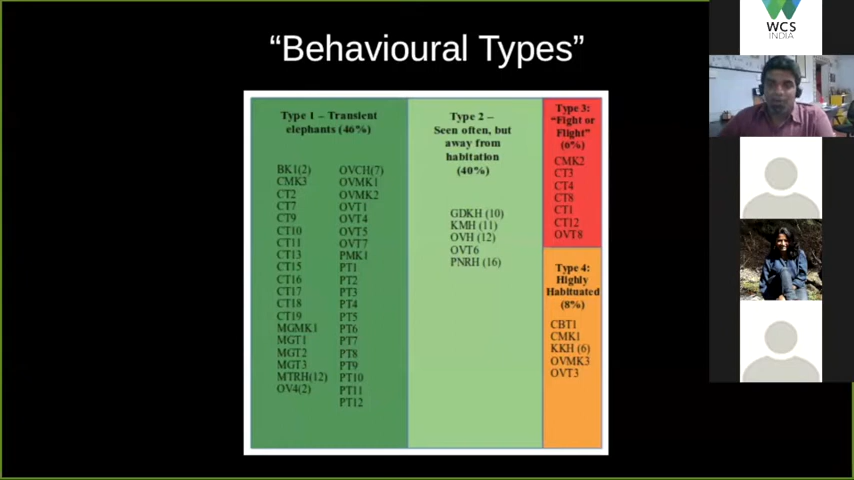 “Behavioural Types”
WCS
INDIA
Type 1 – Transient
elephants (46%)
BK1(2)
CMK3
CT2
CT7
CT9
CT10
CT11
CT13
CT15
CT16
CT17
CT18
CT19
MGMK1
MGT1
MGT2
MGT3
MTRH(12)
OV4(2)
OVCH(7)
OVMK1
OVMK2
OVT1
OVT4
OVT5
OVT7
PMK1
PT1
PT2
PT3
PT4
PT5
PT6
PT7
PT8
PT9
PT10
PT11
PT12
Type 2 –
Seen often, but
away from
habitation
(40%)
GDKH (10)
KMH (11)
OVH (12)
OVT6
PNRH (16)
Type 3:
“Fight or
Flight”
(6%)
CMK2
CT3
CT4
CT8
CT1
CT12
OVT8
Type 4:
Highly
Habituated
(8%)
CBT1
CMK1
KKH (6)
OVMK3
OVT3